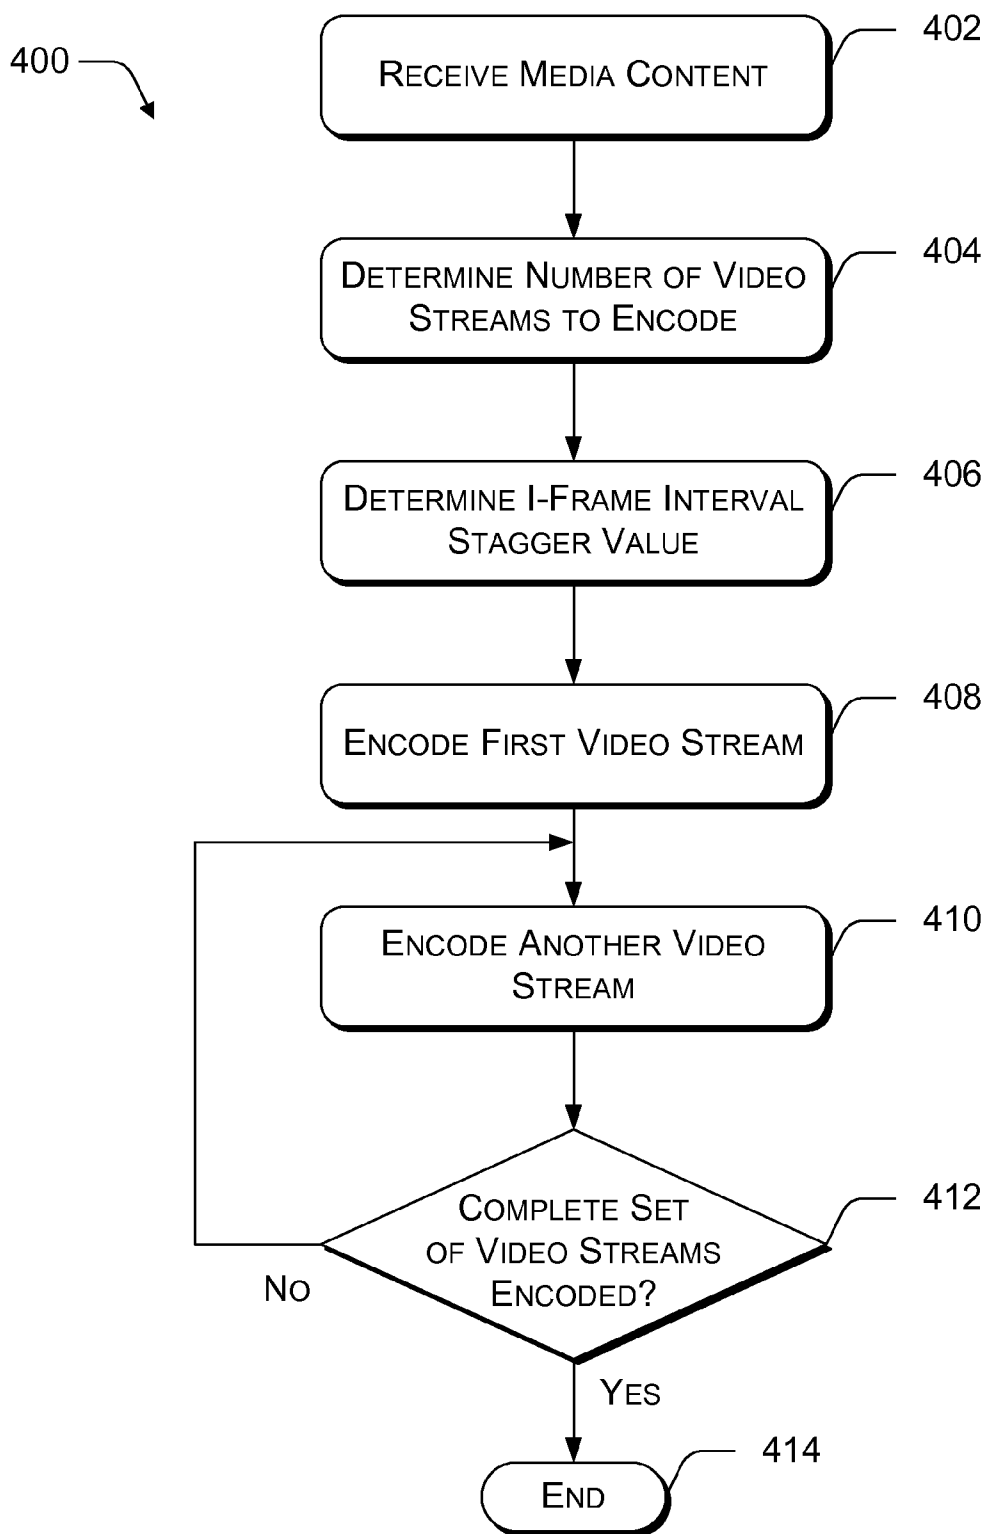 400
RECEIVE MEDIA CONTENT
402
DETERMINE NUMBER OF VIDEO
STREAMS TO ENCODE
404
DETERMINE I-FRAME INTERVAL
STAGGER VALUE
406
ENCODE FIRST VIDEO STREAM
408
ENCODE ANOTHER VIDEO
STREAM
410
COMPLETE SET
OF VIDEO STREAMS
ENCODED?
412
NO
YES
END
414